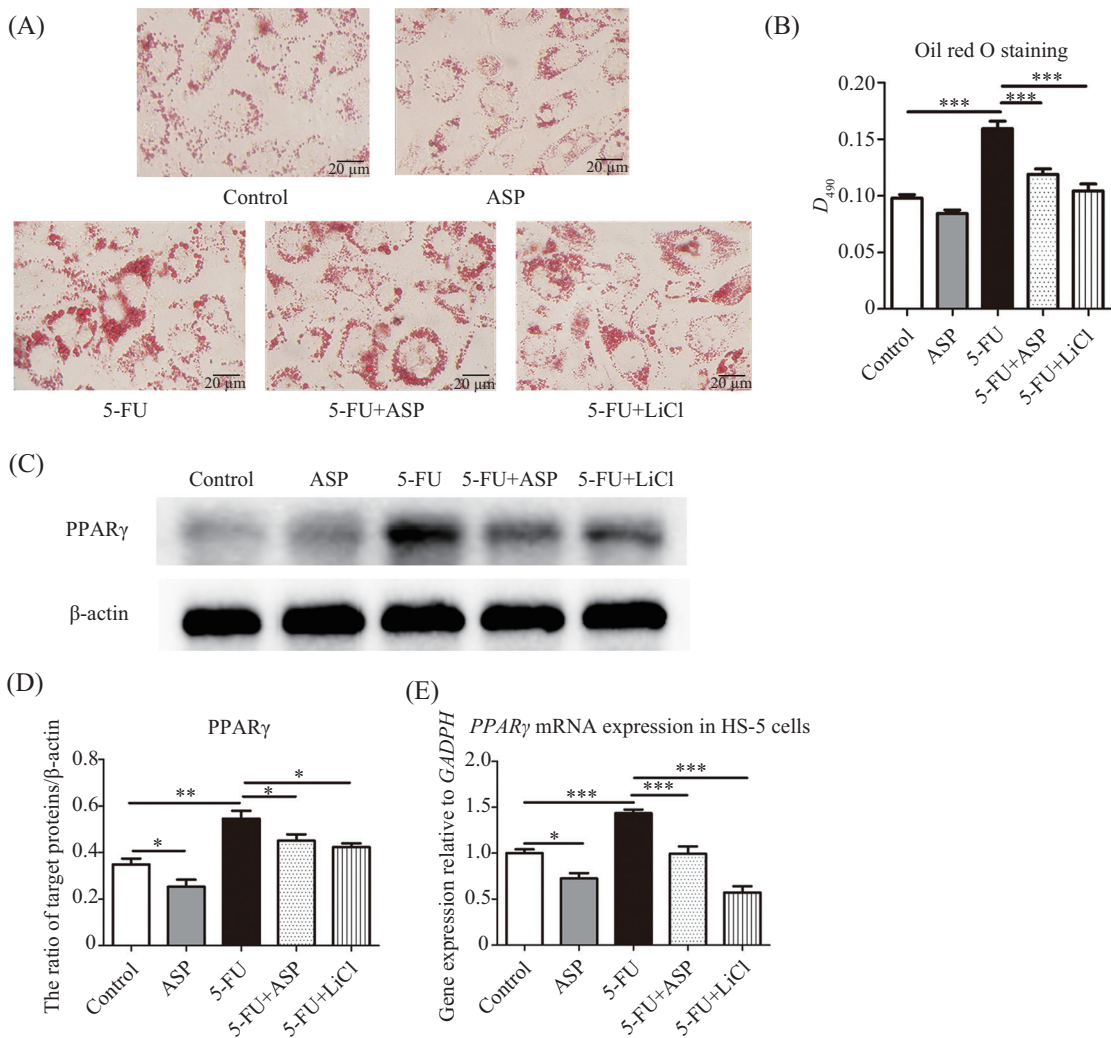 (A)
20 μm
20 μm
Control
ASP
20 μm
20 μm
20 μm
5-FU
5-FU+ASP
5-FU+LiCl
(B)
Oil red O staining
***
***
***
0.20
0.15
0.10
0.05
0
D490
Control
ASP
5-FU
5-FU+ASP
5-FU+LiCl
(C)
Control
ASP
5-FU
5-FU+ASP
5-FU+LiCl
PPARγ
β-actin
(D)
PPARγ
The ratio of target proteins/β-actin
0.8
0.6
0.4
0.2
0
*
**
*
*
Control
ASP
5-FU
5-FU+ASP
5-FU+LiCl
(E)
PPARγ mRNA expression in HS-5 cells
Gene expression relative to GADPH
2.0
1.5
1.0
0.5
0
***
***
***
*
Control
ASP
5-FU
5-FU+ASP
5-FU+LiCl